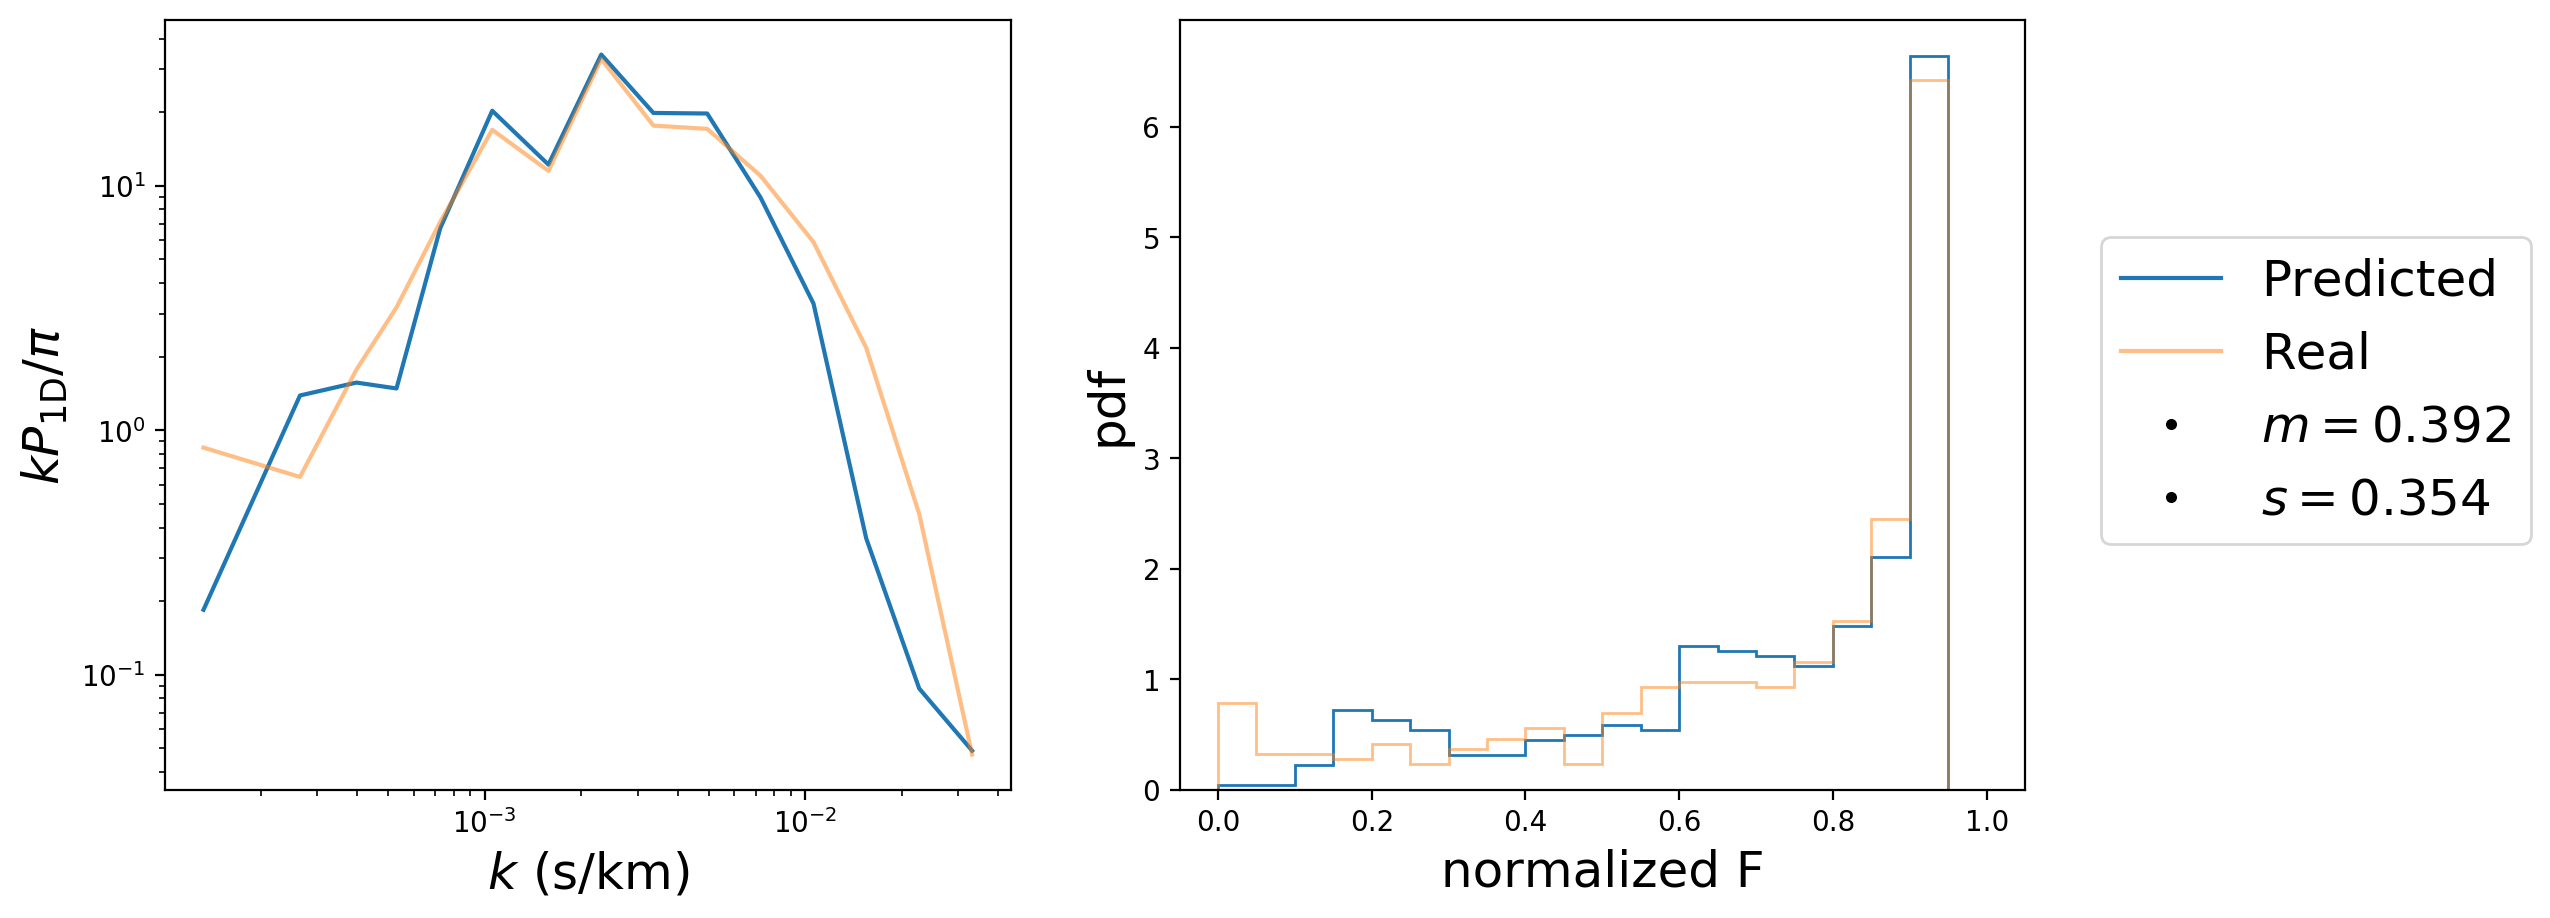 10¹
10⁰
10⁻¹
kP₁D/π
10⁻³ 10⁻²
k (s/km)
6
5
4
3
2
1
0
pdf
0.0 0.2 0.4 0.6 0.8 1.0
normalized F
Predicted
Real
m = 0.392
s = 0.354